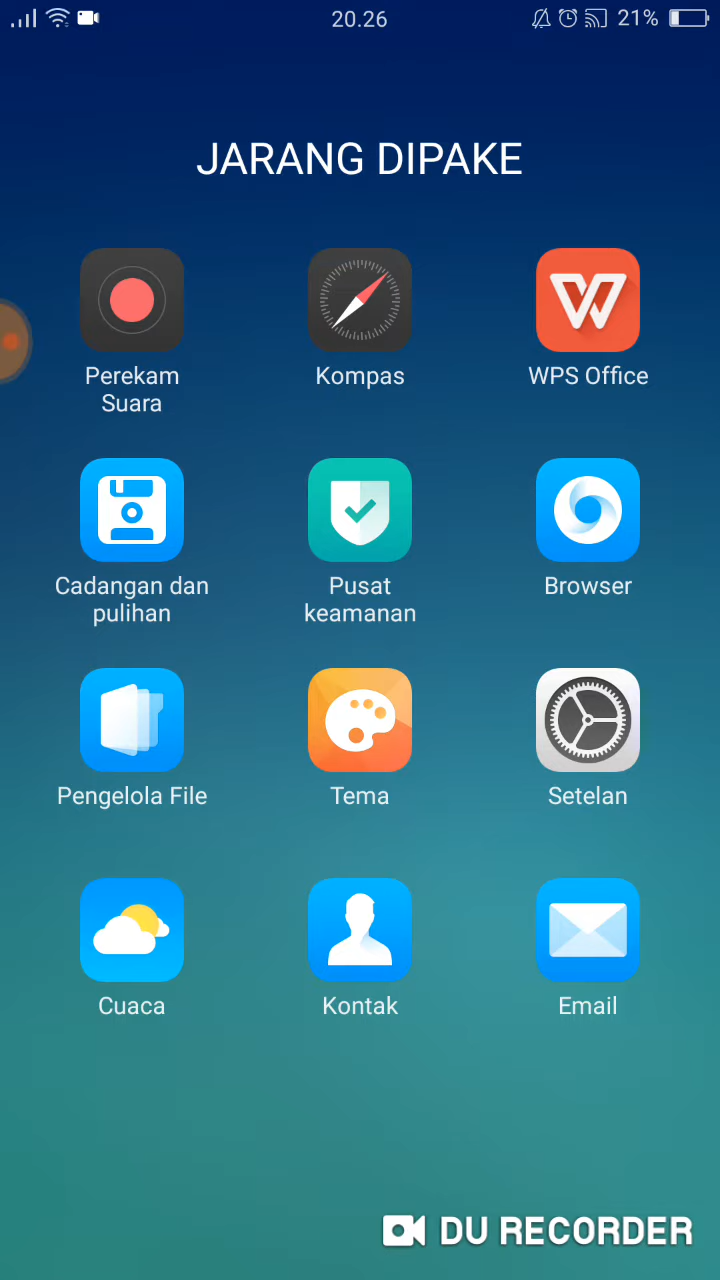 20.26
21%
JARANG DIPAKE
Perekam
Suara
Kompas
WPS Office
Cadangan dan
pulihan
Pusat
keamanan
Browser
Pengelola File
Tema
Setelan
Cuaca
Kontak
Email
DU RECORDER